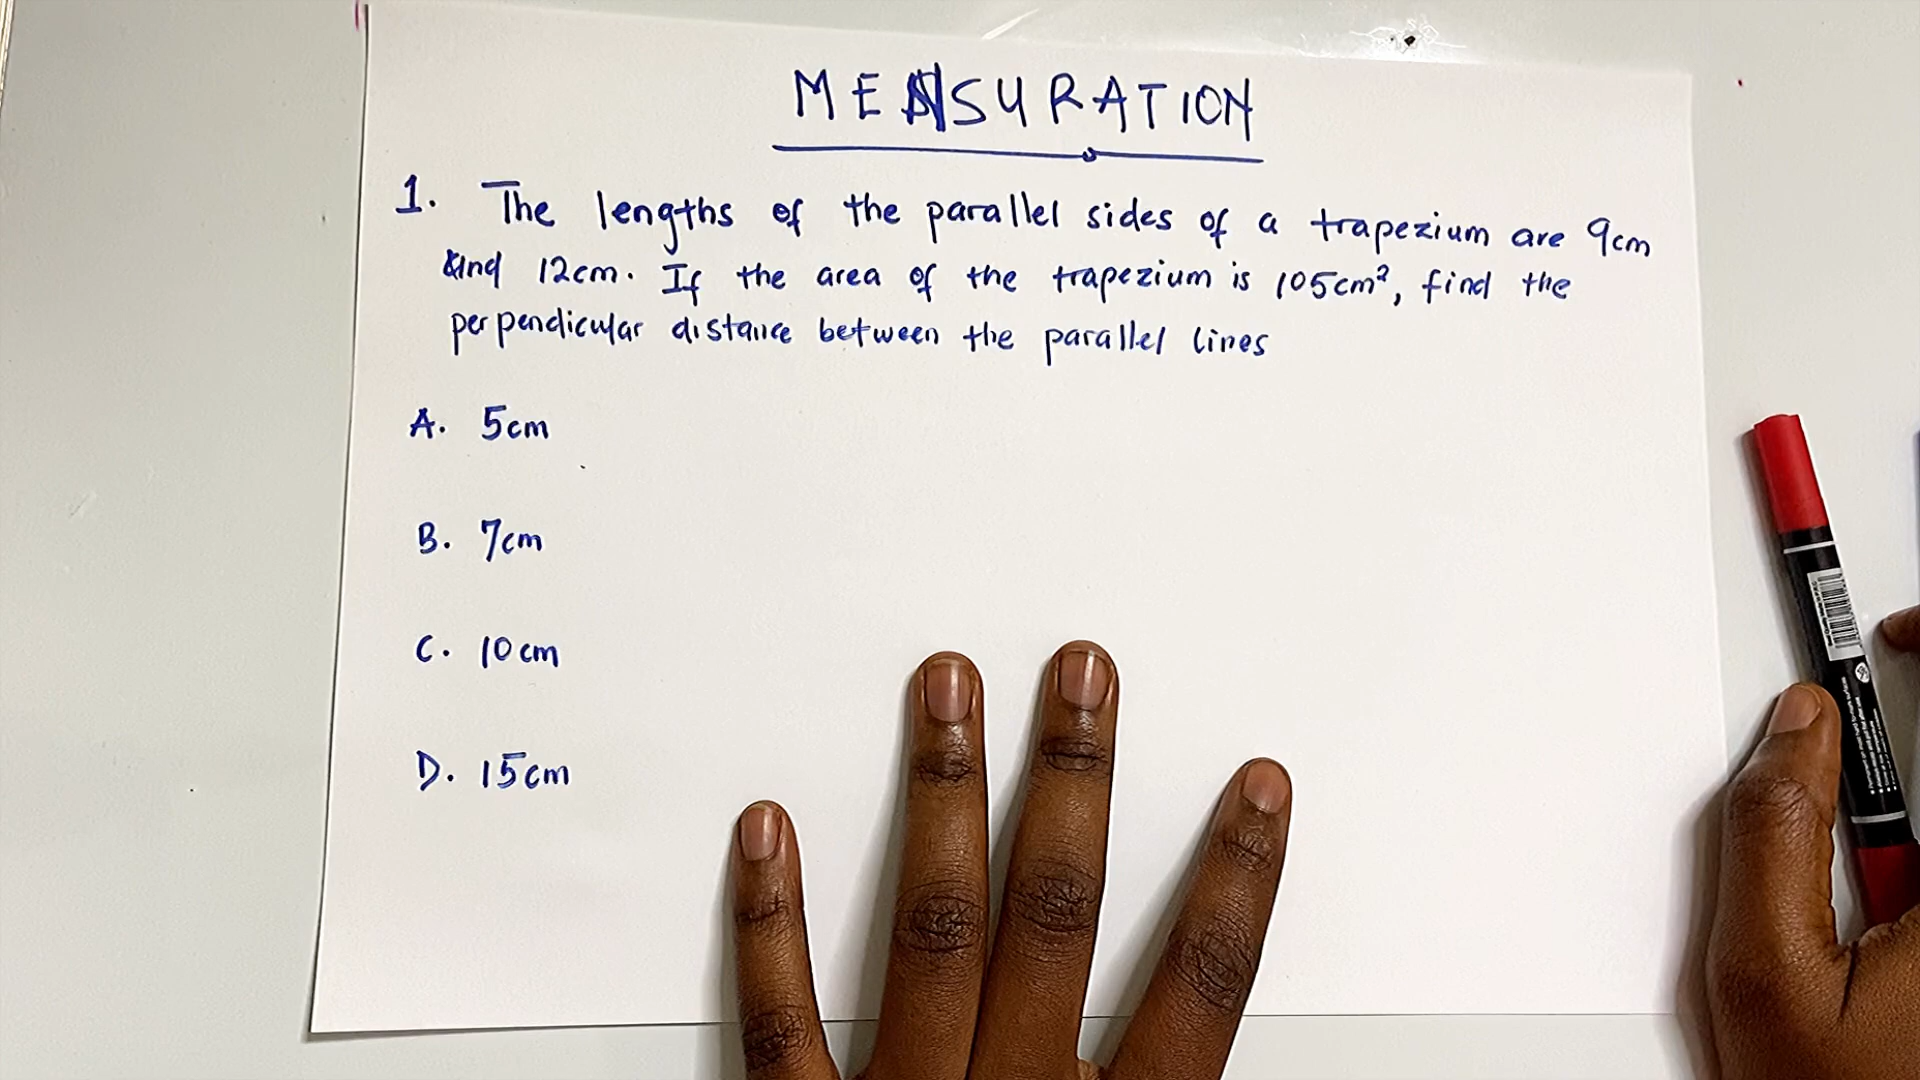 MENSURATION
1. The lengths of the parallel sides of a trapezium are 9cm
and 12cm. If the area of the trapezium is 105cm², find the
perpendicular distance between the parallel lines
A. 5cm
B. 7cm
C. 10cm
D. 15cm